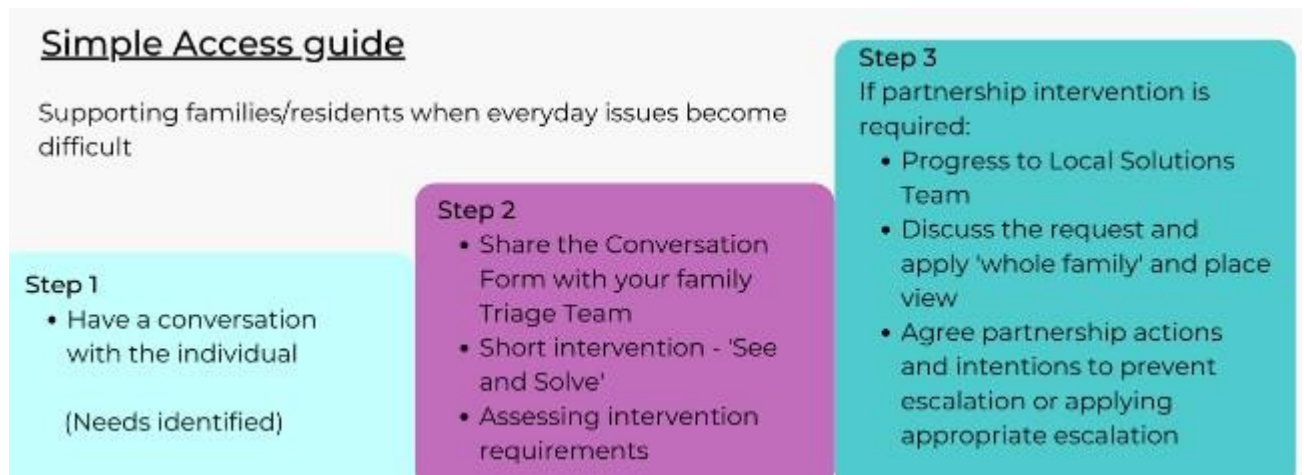 Simple Access guide
Supporting families/residents when everyday issues become
difficult
Step 1
• Have a conversation
with the individual
(Needs identified)
Step 2
• Share the Conversation
Form with your family
Triage Team
• Short intervention - 'See
and Solve'
• Assessing intervention
requirements
Step 3
If partnership intervention is
required:
• Progress to Local Solutions
Team
• Discuss the request and
apply 'whole family' and place
view
• Agree partnership actions
and intentions to prevent
escalation or applying
appropriate escalation